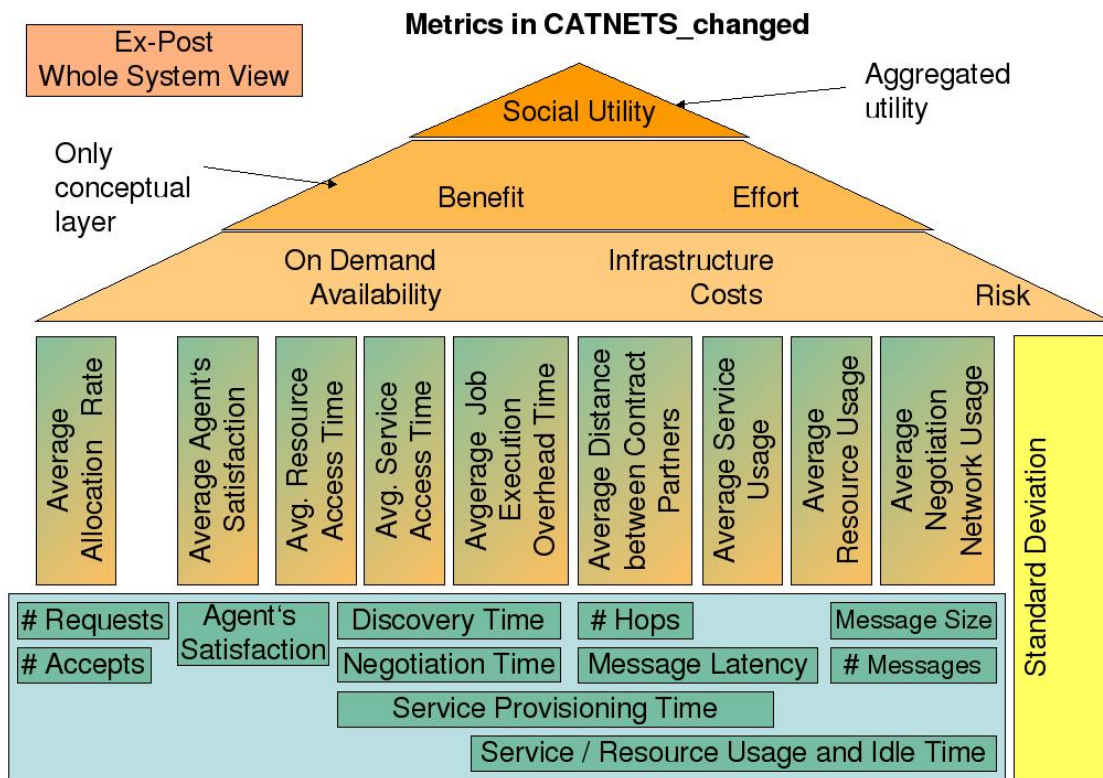 Metrics in CATNETS_changed
Ex-Post
Whole System View
Aggregated
utility
Social Utility
Only
conceptual
layer
Benefit
Effort
On Demand
Availability
Infrastructure
Costs
Risk
Average
Allocation Rate
Average Agent‘s
Satisfaction
Avg. Resource
Access Time
Avg. Service
Access Time
Avgerage Job
Execution
Overhead Time
Average Distance
between Contract
Partners
Average Service
Usage
Average
Resource Usage
Average
Negotiation
Network Usage
Standard Deviation
# Requests
# Accepts
Agent‘s
Satisfaction
Discovery Time
Negotiation Time
# Hops
Message Latency
Message Size
# Messages
Service Provisioning Time
Service / Resource Usage and Idle Time